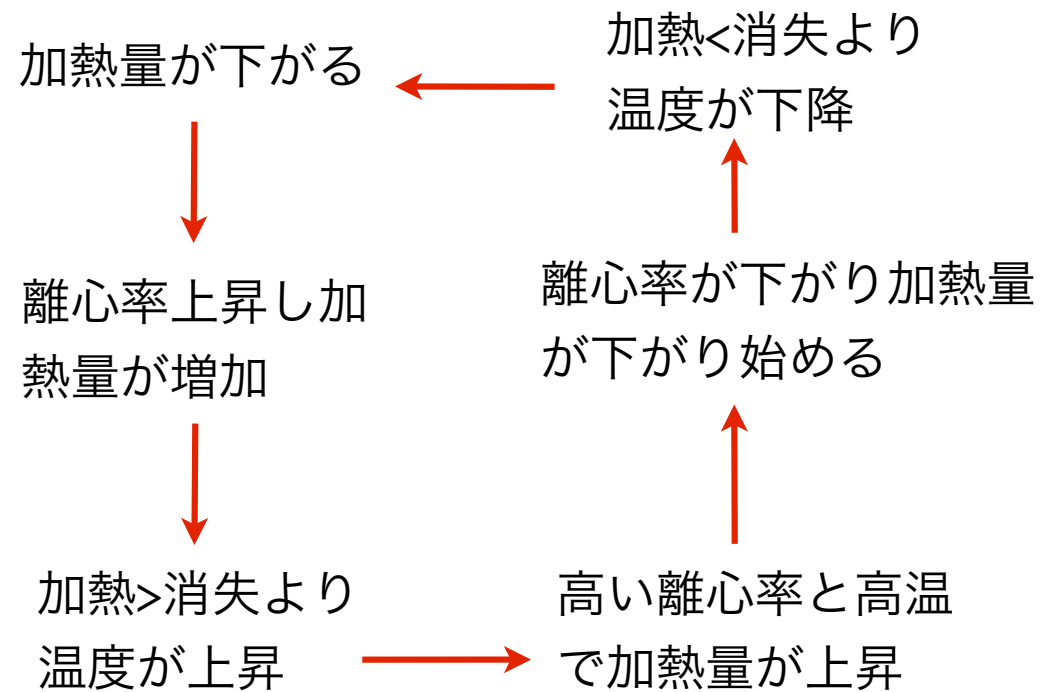 加熱量が下がる
加熱<消失より
温度が下降
離心率上昇し加
熱量が増加
離心率が下がり加熱量
が下がり始める
加熱>消失より
温度が上昇
高い離心率と高温
で加熱量が上昇